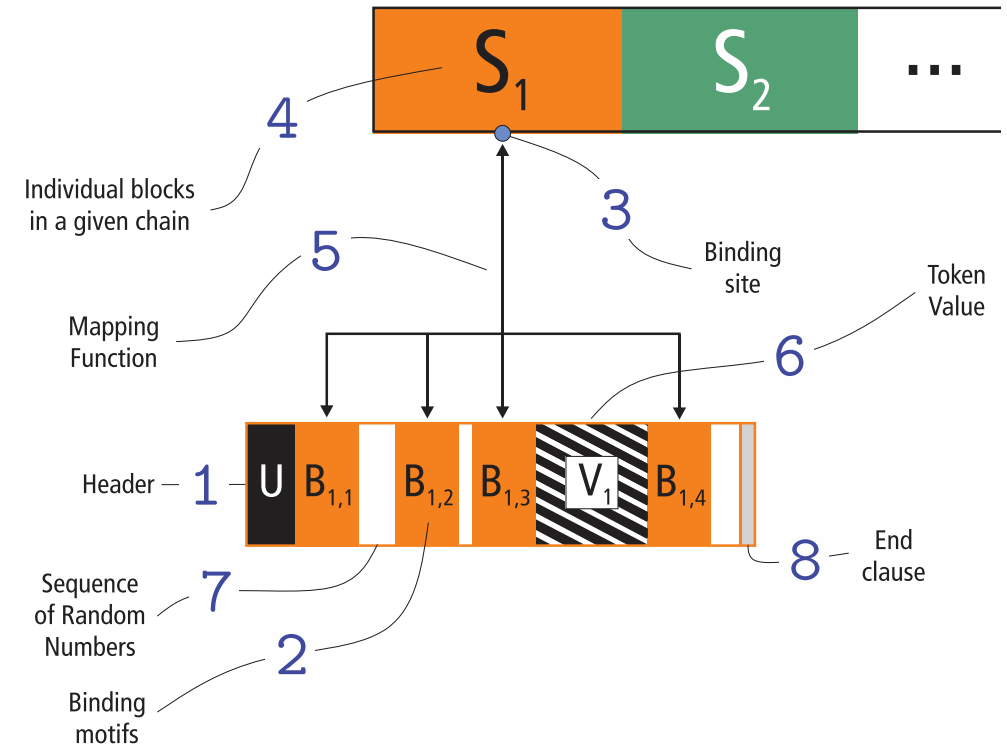 S1 S2 ...
4
Individual blocks
in a given chain
3
5
Binding
site
Token
Value
Mapping
Function
6
Header 1 U B1,1 B1,2 B1,3 V1 B1,4
8
End
clause
7
Sequence
of Random
Numbers
2
Binding
motifs